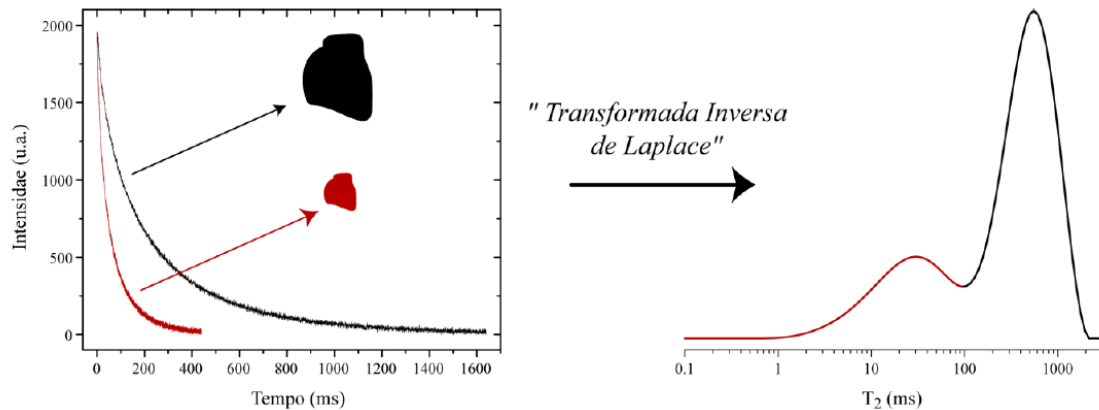 2000
1500
1000
500
0
Intensidae (u.a.)
0 200 400 600 800 1000 1200 1400 1600
Tempo (ms)
" Transformada Inversa
de Laplace"
0.1 1 10 100 1000
T₂ (ms)